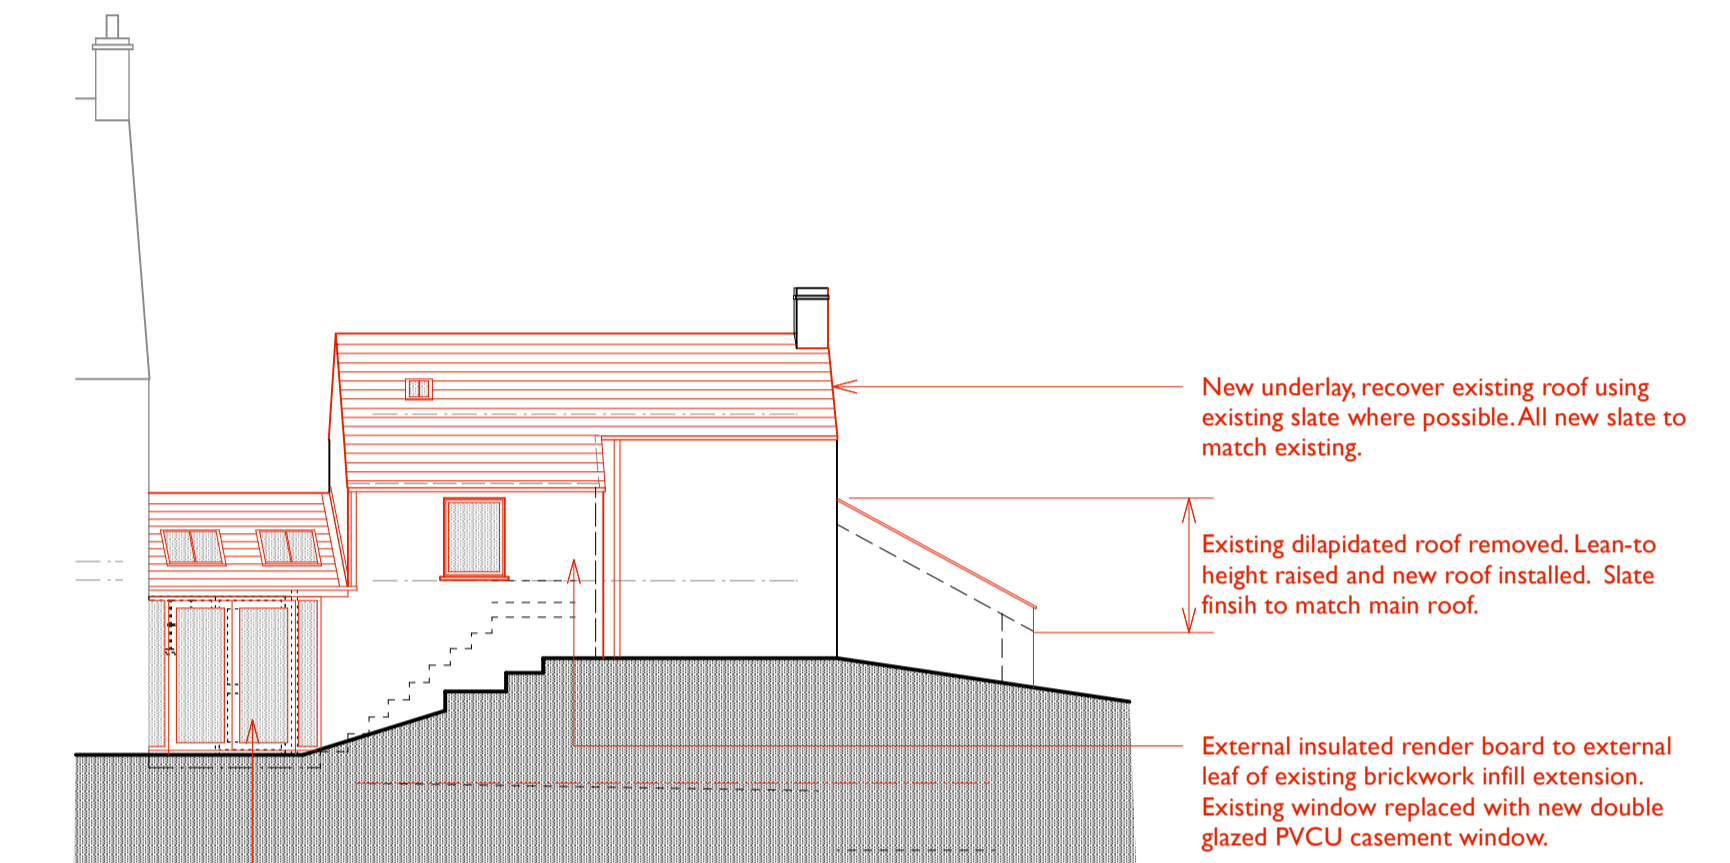 New underlay, recover existing roof using
existing slate where possible. All new slate to
match existing.
Existing dilapidated roof removed. Lean-to
height raised and new roof installed. Slate
finsih to match main roof.
External insulated render board to external
leaf of existing brickwork infill extension.
Existing window replaced with new double
glazed PVCU casement window.